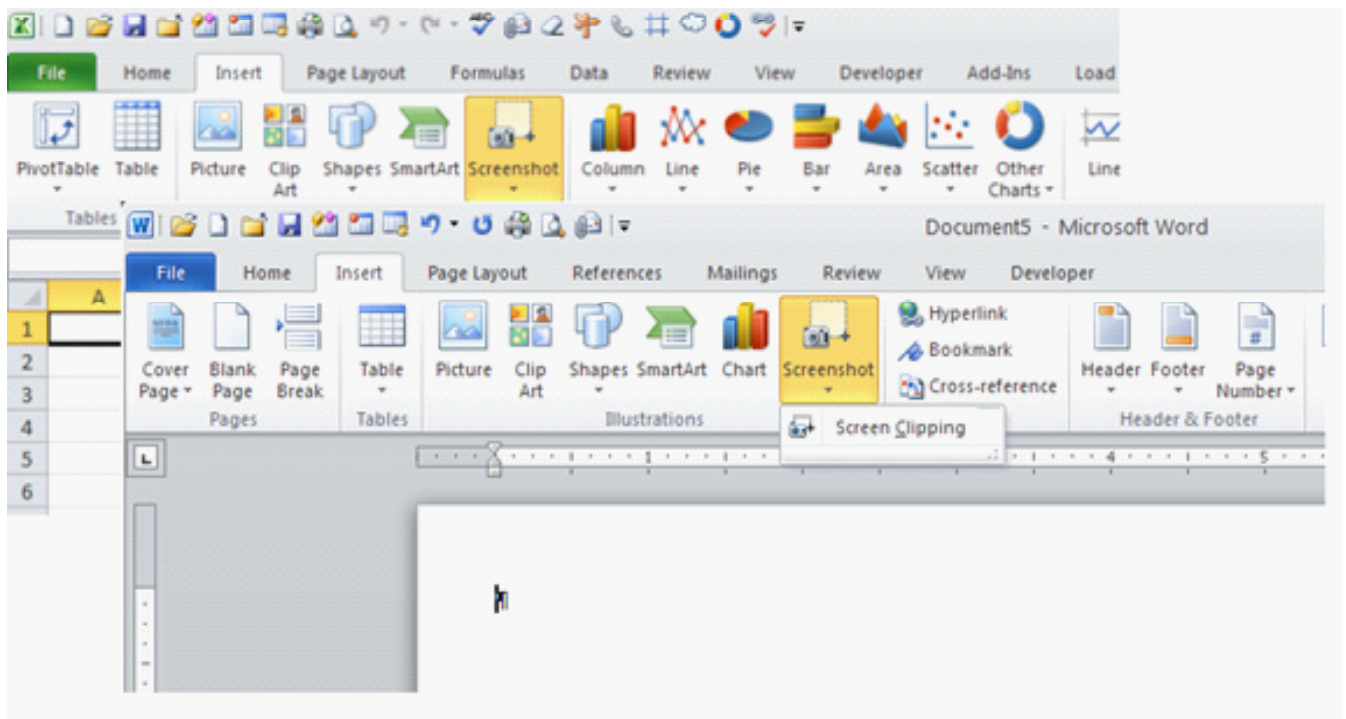 File Home Insert Page Layout Formulas Data Review View Developer Add-Ins Load
PivotTable Table Picture Clip Art Shapes SmartArt Screenshot Column Line Pie Bar Area Scatter Other Charts Line
Tables
Document5 - Microsoft Word
File Home Insert Page Layout References Mailings Review View Developer
A
1
2
3
4
5
6
Cover Page Blank Page Page Break Table Picture Clip Art Shapes SmartArt Chart Screenshot Hyperlink
Bookmark
Cross-reference
Header Footer Page Number
Pages Tables Illustrations Header & Footer
Screen Clipping
1 4 5